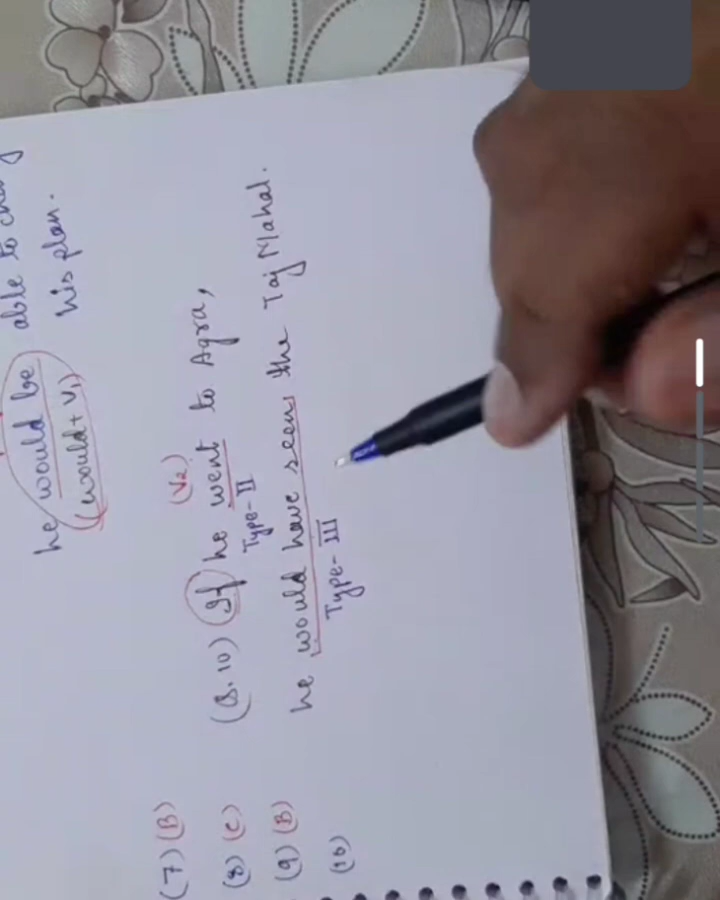 able to
he would be his plan.
(would + V1)
(V2)
(Q.10) If he went to Agra,
Type-II
he would have seen the Taj Mahal.
Type-III
(7) (B)
(8) (C)
(9) (B)
(10)